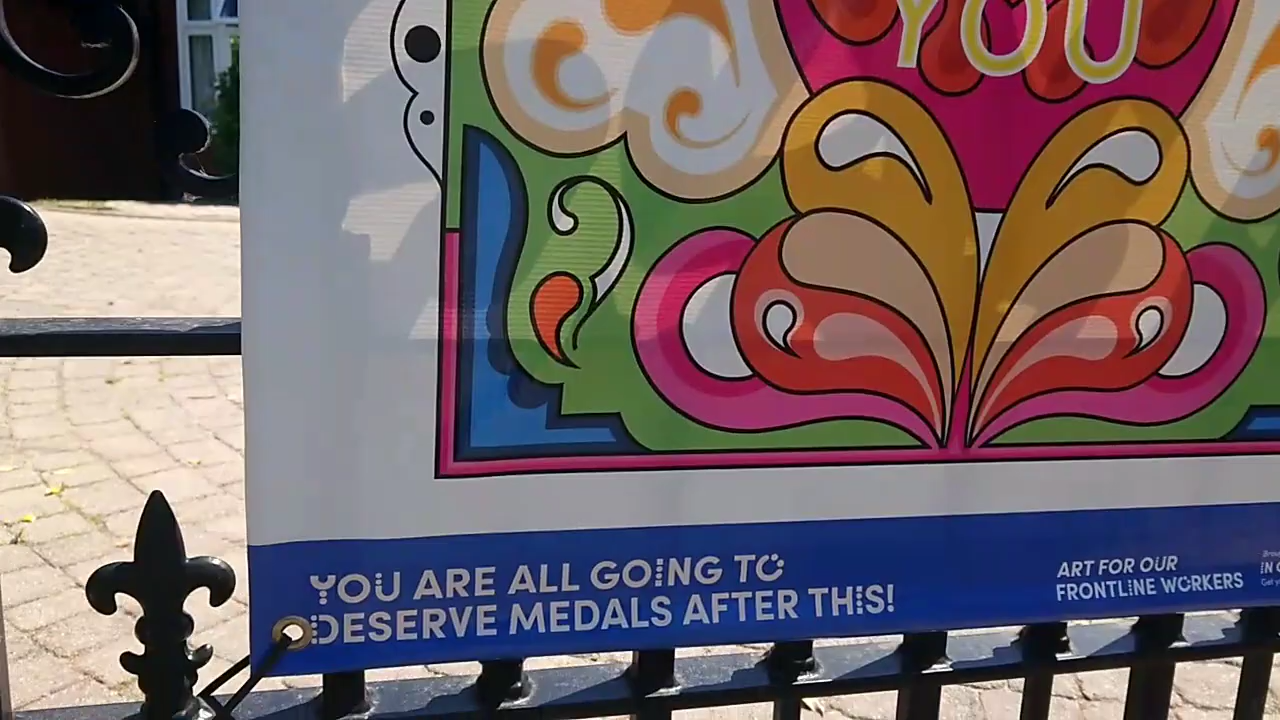 YOU
YOU ARE ALL GOING TO
DESERVE MEDALS AFTER THIS!
ART FOR OUR
FRONTLINE WORKERS